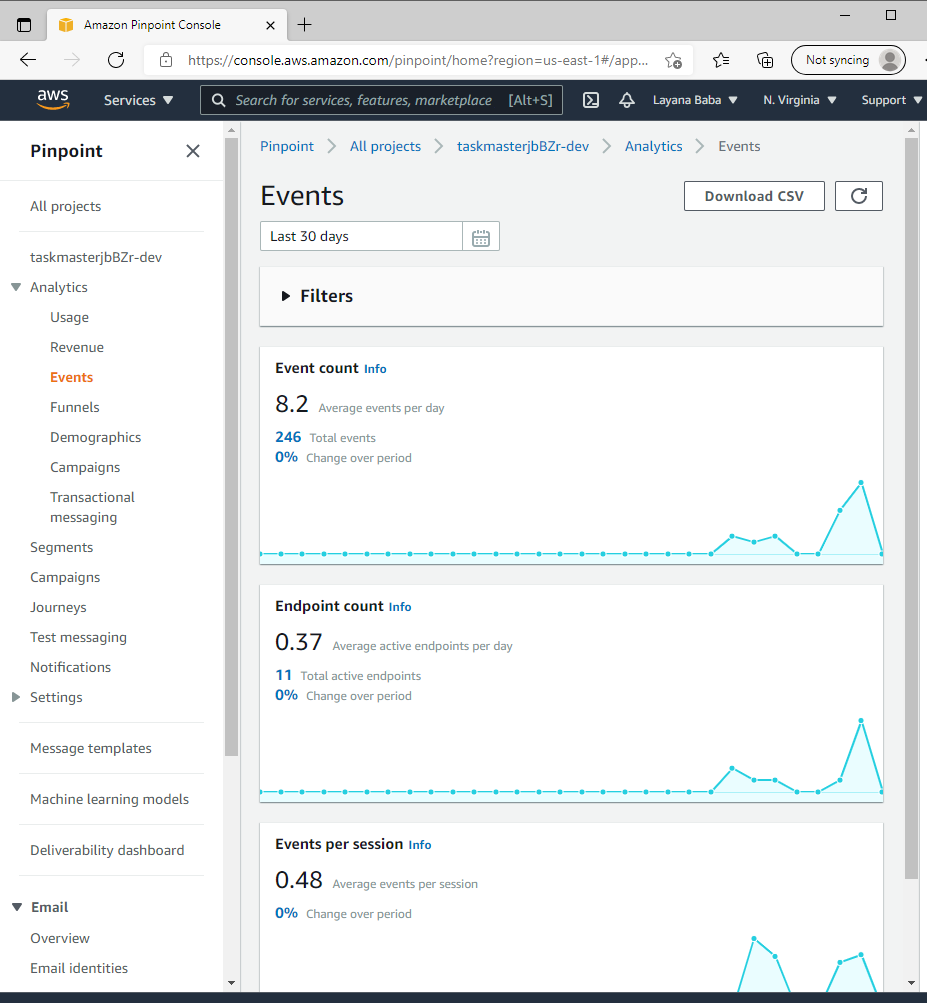 Amazon Pinpoint Console
https://console.aws.amazon.com/pinpoint/home?region=us-east-1#/app...
Not syncing
aws
Services
Search for services, features, marketplace [Alt+S]
Layana Baba
N. Virginia
Support
Pinpoint
All projects
taskmasterjbBZr-dev
Analytics
Usage
Revenue
Events
Funnels
Demographics
Campaigns
Transactional
messaging
Segments
Campaigns
Journeys
Test messaging
Notifications
Settings
Message templates
Machine learning models
Deliverability dashboard
Email
Overview
Email identities
Pinpoint > All projects > taskmasterjbBZr-dev > Analytics > Events
Events
Download CSV
Last 30 days
Filters
Event count Info
8.2 Average events per day
246 Total events
0% Change over period
Endpoint count Info
0.37 Average active endpoints per day
11 Total active endpoints
0% Change over period
Events per session Info
0.48 Average events per session
0% Change over period